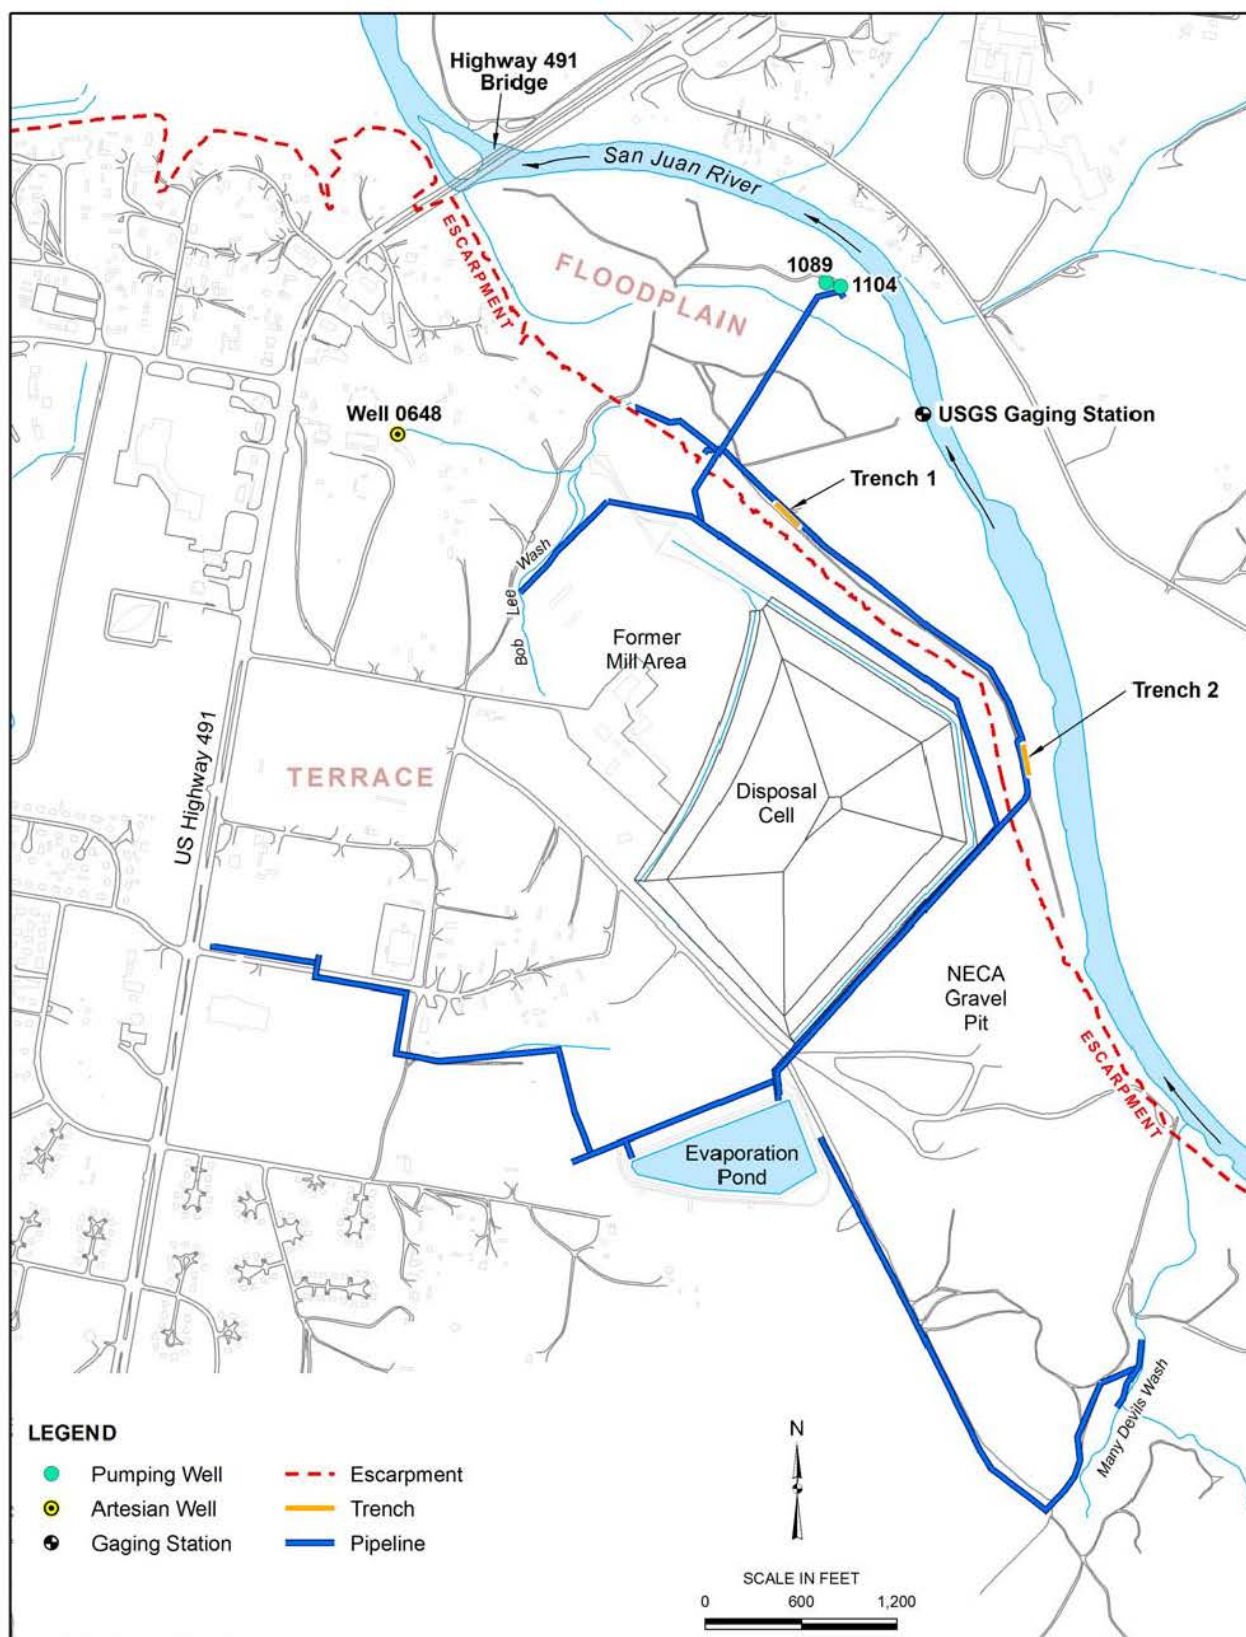 Highway 491
Bridge
San Juan River
ESCARPMENT
FLOODPLAIN
1089
1104
Well 0648
USGS Gaging Station
Trench 1
Bob Lee Wash
Former
Mill Area
Trench 2
US Highway 491
TERRACE
Disposal
Cell
NECA
Gravel
Pit
ESCARPMENT
Evaporation
Pond
Many Devils Wash
LEGEND
Pumping Well
Escarpment
Artesian Well
Trench
Gaging Station
Pipeline
N
SCALE IN FEET
0 600 1,200